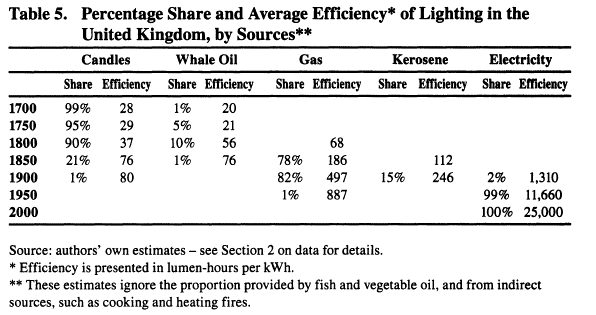 Table 5. Percentage Share and Average Efficiency* of Lighting in the
United Kingdom, by Sources**
Candles Whale Oil Gas Kerosene Electricity
Share Efficiency Share Efficiency Share Efficiency Share Efficiency Share Efficiency
1700 99% 28 1% 20
1750 95% 29 5% 21
1800 90% 37 10% 56 68
1850 21% 76 1% 76 78% 186 112
1900 1% 80 82% 497 15% 246 2% 1,310
1950 1% 887 99% 11,660
2000 100% 25,000
Source: authors' own estimates – see Section 2 on data for details.
* Efficiency is presented in lumen-hours per kWh.
** These estimates ignore the proportion provided by fish and vegetable oil, and from indirect
sources, such as cooking and heating fires.